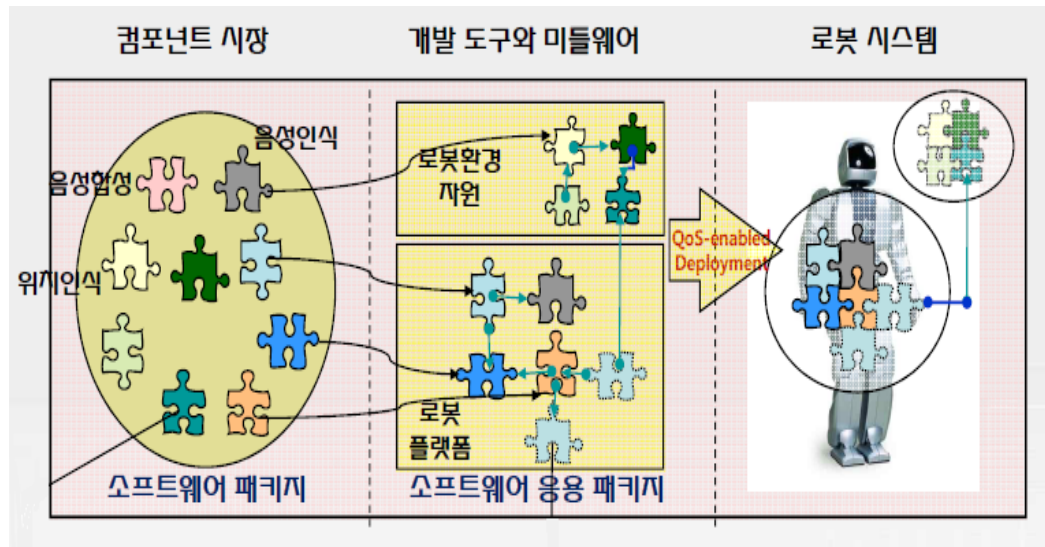 컴포넌트 시장
개발 도구와 미들웨어
로봇 시스템
음성인식
음성합성
위치인식
로봇환경
자원
QoS-enabled
Deployment
로봇
플랫폼
소프트웨어 패키지
소프트웨어 응용 패키지